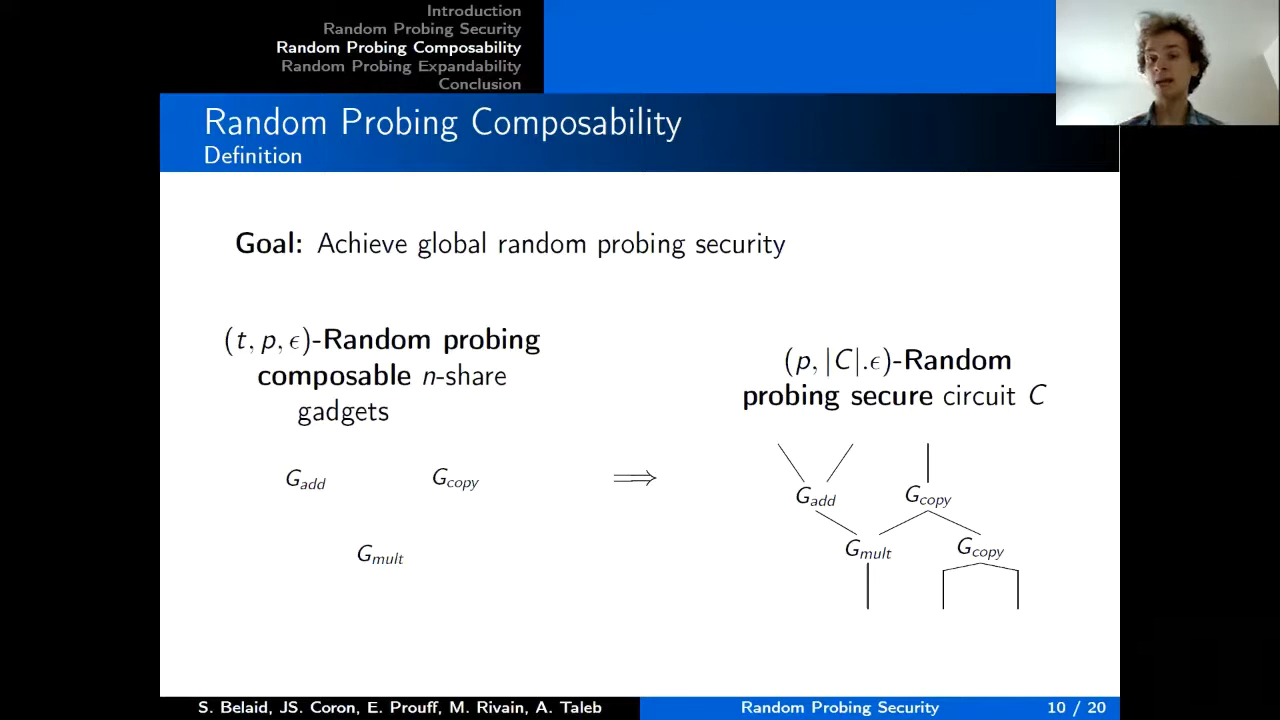 Introduction
Random Probing Security
Random Probing Composability
Random Probing Expandability
Conclusion
Random Probing Composability
Definition
Goal: Achieve global random probing security
(t, p, ϵ)-Random probing
composable n-share
gadgets
(p, |C|.ϵ)-Random
probing secure circuit C
G_add G_copy
G_mult
⟹
G_add G_copy
G_mult G_copy
S. Belaid, JS. Coron, E. Prouff, M. Rivain, A. Taleb
Random Probing Security
10 / 20